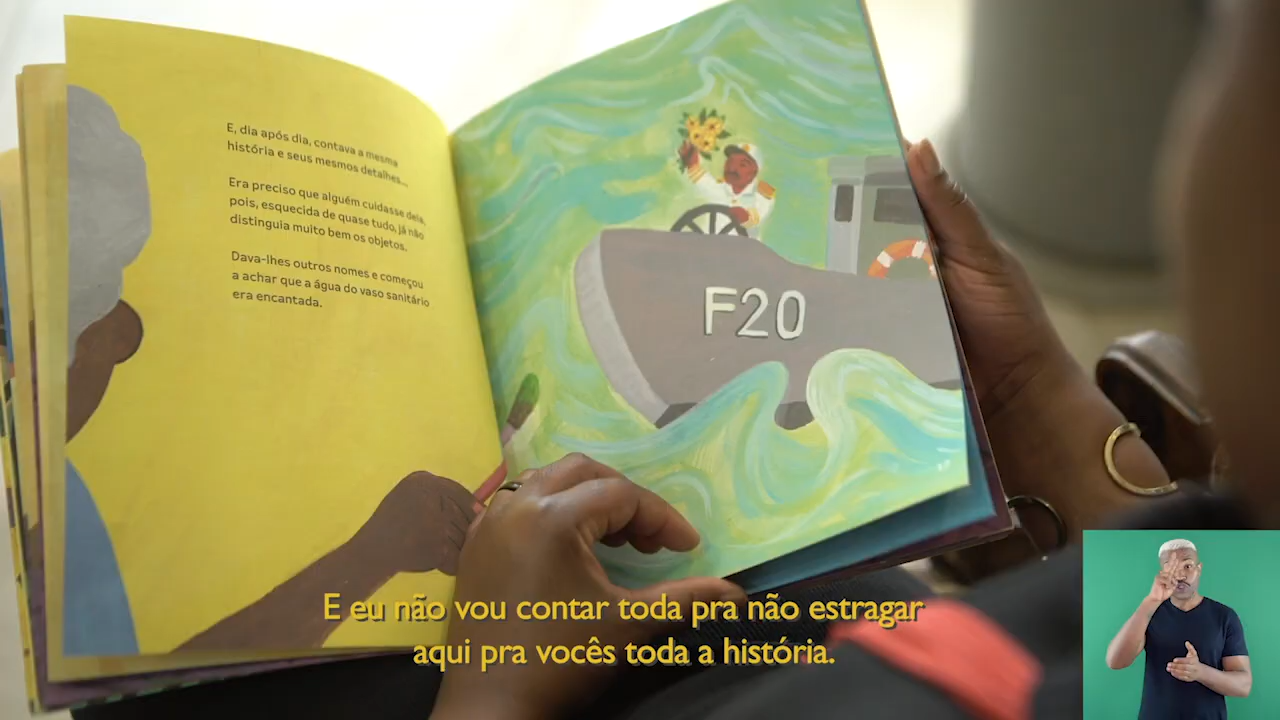 E, dia após dia, contava a mesma
história e seus mesmos detalhes...
Era preciso que alguém cuidasse dela,
pois, esquecida de quase tudo, já não
distinguia muito bem os objetos.
Dava-lhes outros nomes e começou
a achar que a água do vaso sanitário
era encantada.
F20
E eu não vou contar toda pra não estragar
aqui pra vocês toda a história.